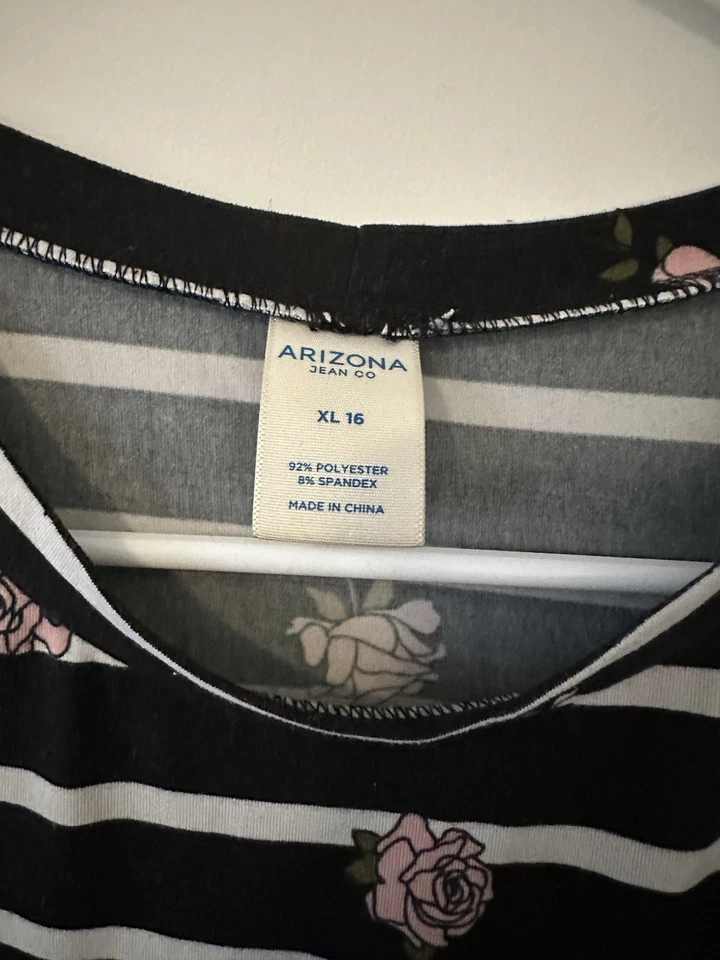 ARIZONA
JEAN CO
XL 16
92% POLYESTER
8% SPANDEX
MADE IN CHINA